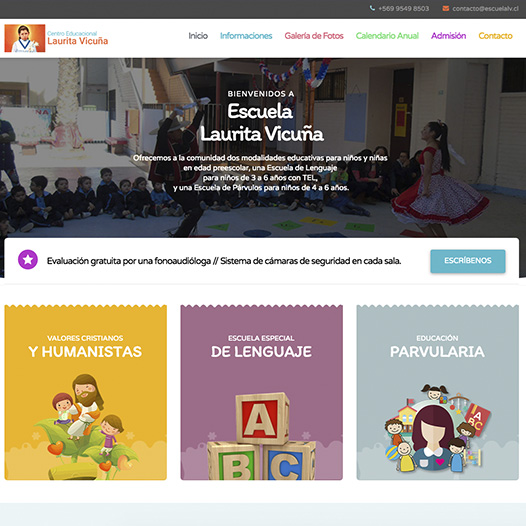 +569 9549 8503 contacto@escuelalv.cl
Centro Educacional
Laurita Vicuña
Inicio Informaciones Galería de Fotos Calendario Anual Admisión Contacto
BIENVENIDOS A
Escuela
Laurita Vicuña
Ofrecemos a la comunidad dos modalidades educativas para niños y niñas
en edad preescolar, una Escuela de Lenguaje
para niños de 3 a 6 años con TEL,
y una Escuela de Párvulos para niños de 4 a 6 años.
Evaluación gratuita por una fonoaudióloga // Sistema de cámaras de seguridad en cada sala.
ESCRÍBENOS
VALORES CRISTIANOS
Y HUMANISTAS
ESCUELA ESPECIAL
DE LENGUAJE
A
B C
EDUCACIÓN
PARVULARIA
ABC